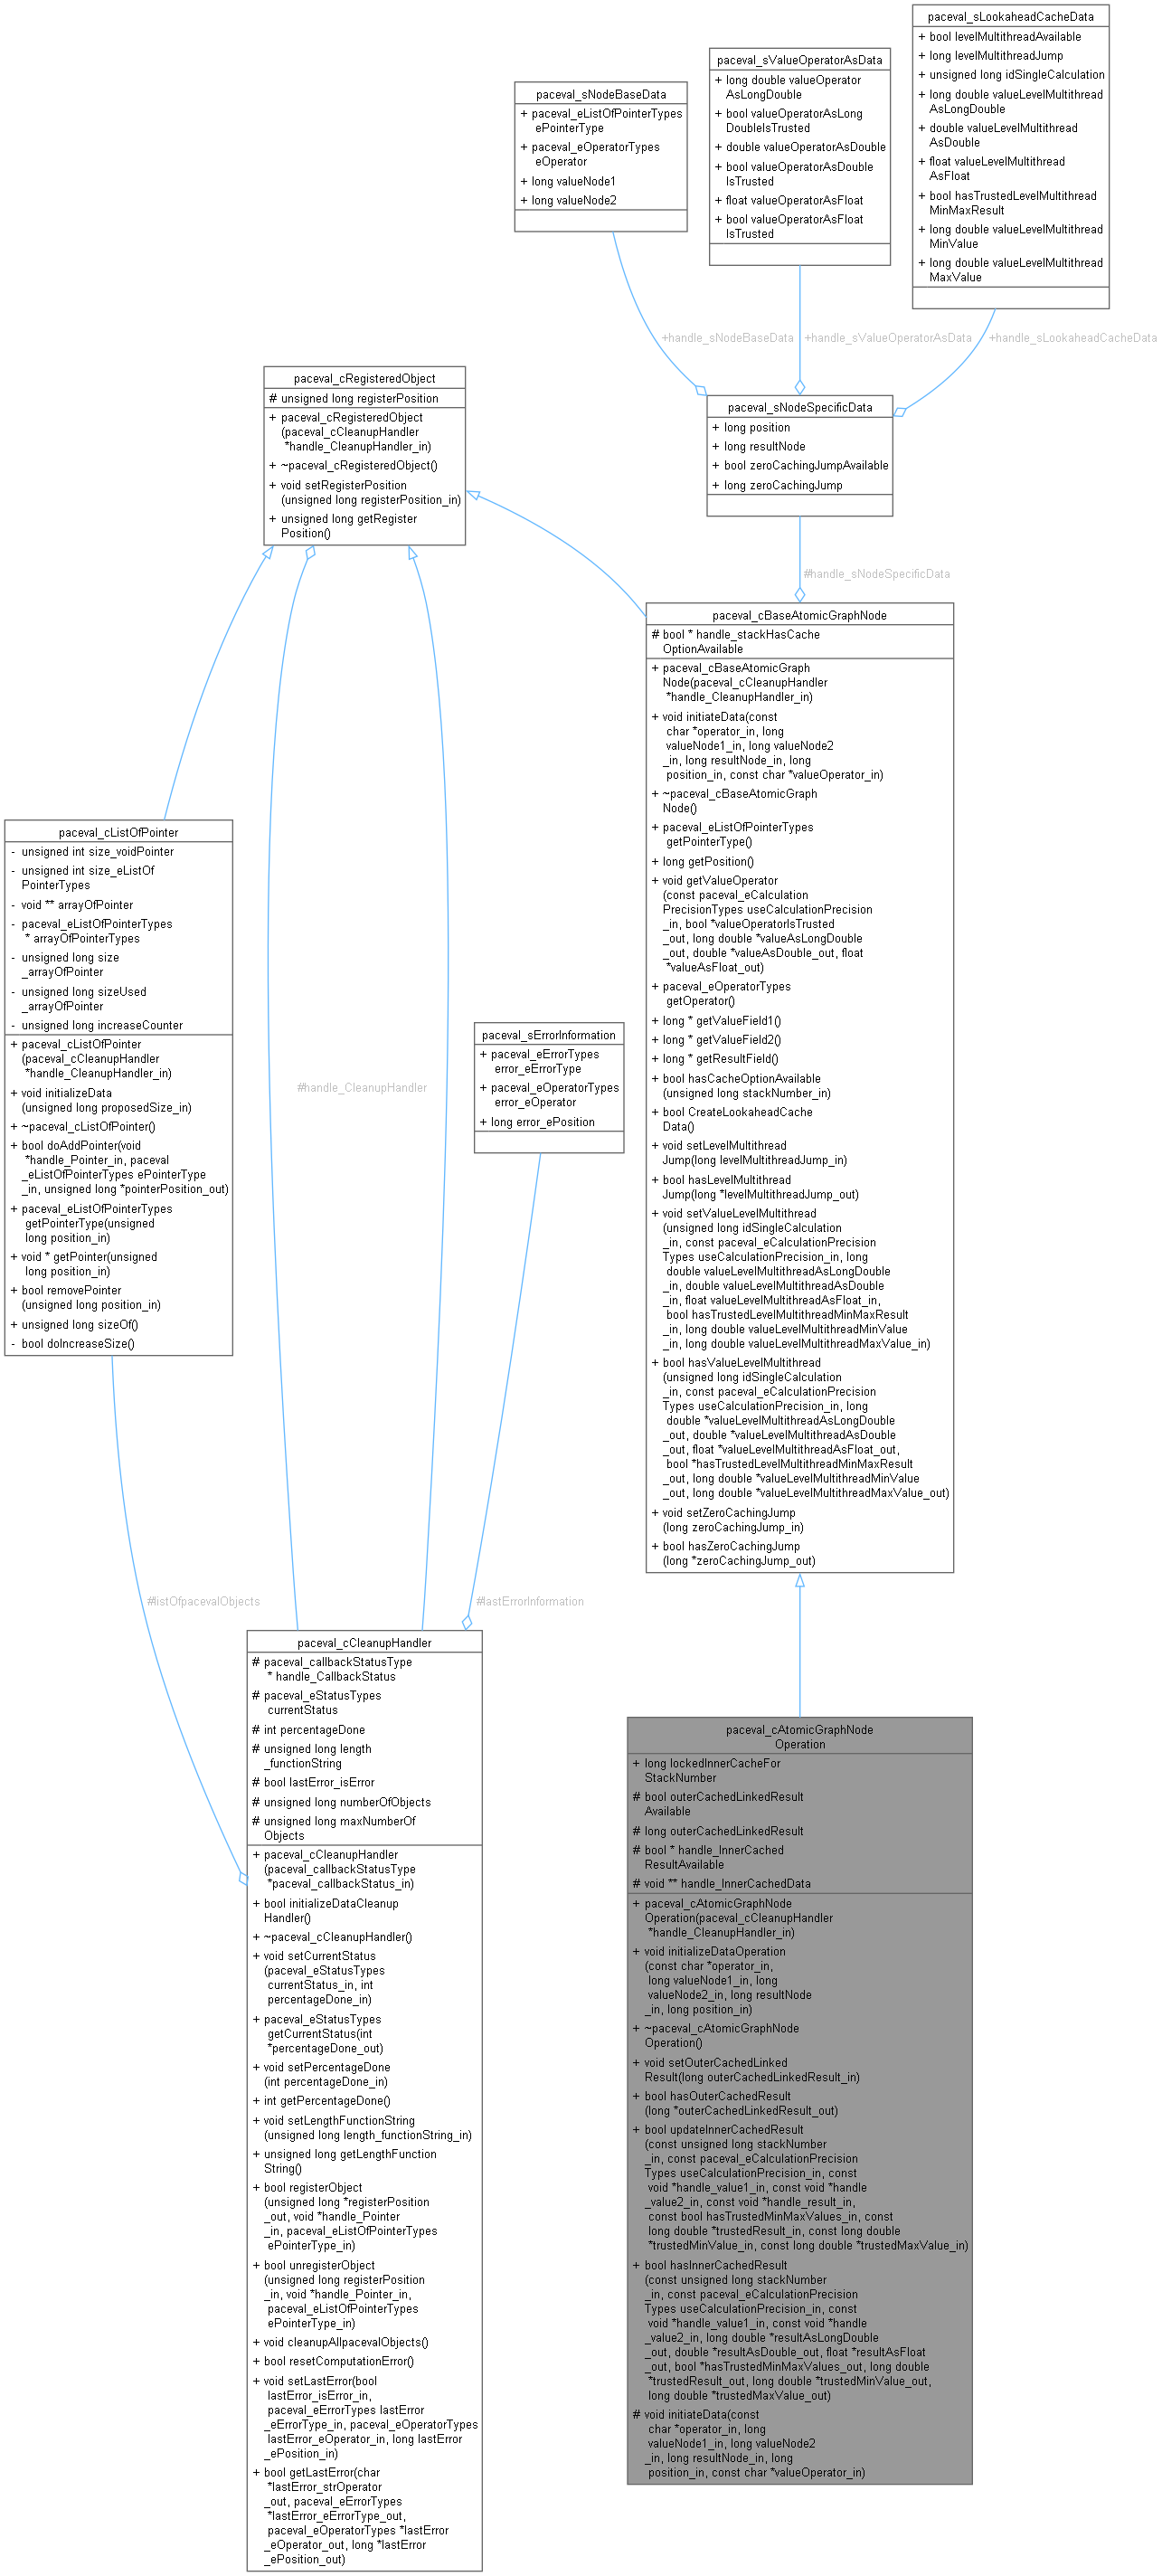 paceval_sLookaheadCacheData
+ bool levelMultithreadAvailable
+ long levelMultithreadJump
+ unsigned long idSingleCalculation
+ long double valueLevelMultithread
AsLongDouble
+ double valueLevelMultithread
AsDouble
+ float valueLevelMultithread
AsFloat
+ bool hasTrustedLevelMultithread
MinMaxResult
+ long double valueLevelMultithread
MinValue
+ long double valueLevelMultithread
MaxValue
paceval_sValueOperatorAsData
+ long double valueOperator
AsLongDouble
+ bool valueOperatorAsLong
DoubleIsTrusted
+ double valueOperatorAsDouble
+ bool valueOperatorAsDouble
IsTrusted
+ float valueOperatorAsFloat
+ bool valueOperatorAsFloat
IsTrusted
paceval_sNodeBaseData
+ paceval_eListOfPointerTypes
ePointerType
+ paceval_eOperatorTypes
eOperator
+ long valueNode1
+ long valueNode2
+handle_sNodeBaseData
+handle_sValueOperatorAsData
+handle_sLookaheadCacheData
paceval_cRegisteredObject
# unsigned long registerPosition
+ paceval_cRegisteredObject
(paceval_cCleanupHandler
*handle_CleanupHandler_in)
+ ~paceval_cRegisteredObject()
+ void setRegisterPosition
(unsigned long registerPosition_in)
+ unsigned long getRegister
Position()
paceval_sNodeSpecificData
+ long position
+ long resultNode
+ bool zeroCachingJumpAvailable
+ long zeroCachingJump
#handle_sNodeSpecificData
paceval_cBaseAtomicGraphNode
# bool * handle_stackHasCache
OptionAvailable
+ paceval_cBaseAtomicGraph
Node(paceval_cCleanupHandler
*handle_CleanupHandler_in)
+ void initiateData(const
char *operator_in, long
valueNode1_in, long valueNode2
_in, long resultNode_in, long
position_in, const char *valueOperator_in)
+ ~paceval_cBaseAtomicGraph
Node()
+ paceval_eListOfPointerTypes
getPointerType()
+ long getPosition()
+ void getValueOperator
(const paceval_eCalculation
PrecisionTypes useCalculationPrecision
_in, bool *valueOperatorIsTrusted
_out, long double *valueAsLongDouble
_out, double *valueAsDouble_out, float
*valueAsFloat_out)
+ paceval_eOperatorTypes
getOperator()
+ long * getValueField1()
+ long * getValueField2()
+ long * getResultField()
+ bool hasCacheOptionAvailable
(unsigned long stackNumber_in)
+ bool CreateLookaheadCache
Data()
+ void setLevelMultithread
Jump(long levelMultithreadJump_in)
+ bool hasLevelMultithread
Jump(long *levelMultithreadJump_out)
+ void setValueLevelMultithread
(unsigned long idSingleCalculation
_in, const paceval_eCalculationPrecision
Types useCalculationPrecision_in, long
double valueLevelMultithreadAsLongDouble
_in, double valueLevelMultithreadAsDouble
_in, float valueLevelMultithreadAsFloat_in,
bool hasTrustedLevelMultithreadMinMaxResult
_in, long double valueLevelMultithreadMinValue
_in, long double valueLevelMultithreadMaxValue_in)
+ bool hasValueLevelMultithread
(unsigned long idSingleCalculation
_in, const paceval_eCalculationPrecision
Types useCalculationPrecision_in, long
double *valueLevelMultithreadAsLongDouble
_out, double *valueLevelMultithreadAsDouble
_out, float *valueLevelMultithreadAsFloat_out,
bool *hasTrustedLevelMultithreadMinMaxResult
_out, long double *valueLevelMultithreadMinValue
_out, long double *valueLevelMultithreadMaxValue_out)
+ void setZeroCachingJump
(long zeroCachingJump_in)
+ bool hasZeroCachingJump
(long *zeroCachingJump_out)
paceval_cListOfPointer
- unsigned int size_voidPointer
- unsigned int size_eListOf
PointerTypes
- void ** arrayOfPointer
- paceval_eListOfPointerTypes
* arrayOfPointerTypes
- unsigned long size
_arrayOfPointer
- unsigned long sizeUsed
_arrayOfPointer
- unsigned long increaseCounter
+ paceval_cListOfPointer
(paceval_cCleanupHandler
*handle_CleanupHandler_in)
+ void initializeData
(unsigned long proposedSize_in)
+ ~paceval_cListOfPointer()
+ bool doAddPointer(void
*handle_Pointer_in, paceval
_eListOfPointerTypes ePointerType
_in, unsigned long *pointerPosition_out)
+ paceval_eListOfPointerTypes
getPointerType(unsigned
long position_in)
+ void * getPointer(unsigned
long position_in)
+ bool removePointer
(unsigned long position_in)
+ unsigned long sizeOf()
- bool doIncreaseSize()
#handle_CleanupHandler
paceval_sErrorInformation
+ paceval_eErrorTypes
error_eErrorType
+ paceval_eOperatorTypes
error_eOperator
+ long error_ePosition
#listOfpacevalObjects
#lastErrorInformation
paceval_cCleanupHandler
# paceval_callbackStatusType
* handle_CallbackStatus
# paceval_eStatusTypes
currentStatus
# int percentageDone
# unsigned long length
_functionString
# bool lastError_isError
# unsigned long numberOfObjects
# unsigned long maxNumberOf
Objects
+ paceval_cCleanupHandler
(paceval_callbackStatusType
*paceval_callbackStatus_in)
+ bool initializeDataCleanup
Handler()
+ ~paceval_cCleanupHandler()
+ void setCurrentStatus
(paceval_eStatusTypes
currentStatus_in, int
percentageDone_in)
+ paceval_eStatusTypes
getCurrentStatus(int
*percentageDone_out)
+ void setPercentageDone
(int percentageDone_in)
+ int getPercentageDone()
+ void setLengthFunctionString
(unsigned long length_functionString_in)
+ unsigned long getLengthFunction
String()
+ bool registerObject
(unsigned long *registerPosition
_out, void *handle_Pointer
_in, paceval_eListOfPointerTypes
ePointerType_in)
+ bool unregisterObject
(unsigned long registerPosition
_in, void *handle_Pointer_in,
paceval_eListOfPointerTypes
ePointerType_in)
+ void cleanupAllpacevalObjects()
+ bool resetComputationError()
+ void setLastError(bool
lastError_isError_in,
paceval_eErrorTypes lastError
_eErrorType_in, paceval_eOperatorTypes
lastError_eOperator_in, long lastError
_ePosition_in)
+ bool getLastError(char
*lastError_strOperator
_out, paceval_eErrorTypes
*lastError_eErrorType_out,
paceval_eOperatorTypes *lastError
_eOperator_out, long *lastError
_ePosition_out)
paceval_cAtomicGraphNode
Operation
+ long lockedInnerCacheFor
StackNumber
# bool outerCachedLinkedResult
Available
# long outerCachedLinkedResult
# bool * handle_InnerCached
ResultAvailable
# void ** handle_InnerCachedData
+ paceval_cAtomicGraphNode
Operation(paceval_cCleanupHandler
*handle_CleanupHandler_in)
+ void initializeDataOperation
(const char *operator_in,
long valueNode1_in, long
valueNode2_in, long resultNode
_in, long position_in)
+ ~paceval_cAtomicGraphNode
Operation()
+ void setOuterCachedLinked
Result(long outerCachedLinkedResult_in)
+ bool hasOuterCachedResult
(long *outerCachedLinkedResult_out)
+ bool updateInnerCachedResult
(const unsigned long stackNumber
_in, const paceval_eCalculationPrecision
Types useCalculationPrecision_in, const
void *handle_value1_in, const void *handle
_value2_in, const void *handle_result_in,
const bool hasTrustedMinMaxValues_in, const
long double *trustedResult_in, const long double
*trustedMinValue_in, const long double *trustedMaxValue_in)
+ bool hasInnerCachedResult
(const unsigned long stackNumber
_in, const paceval_eCalculationPrecision
Types useCalculationPrecision_in, const
void *handle_value1_in, const void *handle
_value2_in, long double *resultAsLongDouble
_out, double *resultAsDouble_out, float *resultAsFloat
_out, bool *hasTrustedMinMaxValues_out, long double
*trustedResult_out, long double *trustedMinValue_out,
long double *trustedMaxValue_out)
# void initiateData(const
char *operator_in, long
valueNode1_in, long valueNode2
_in, long resultNode_in, long
position_in, const char *valueOperator_in)